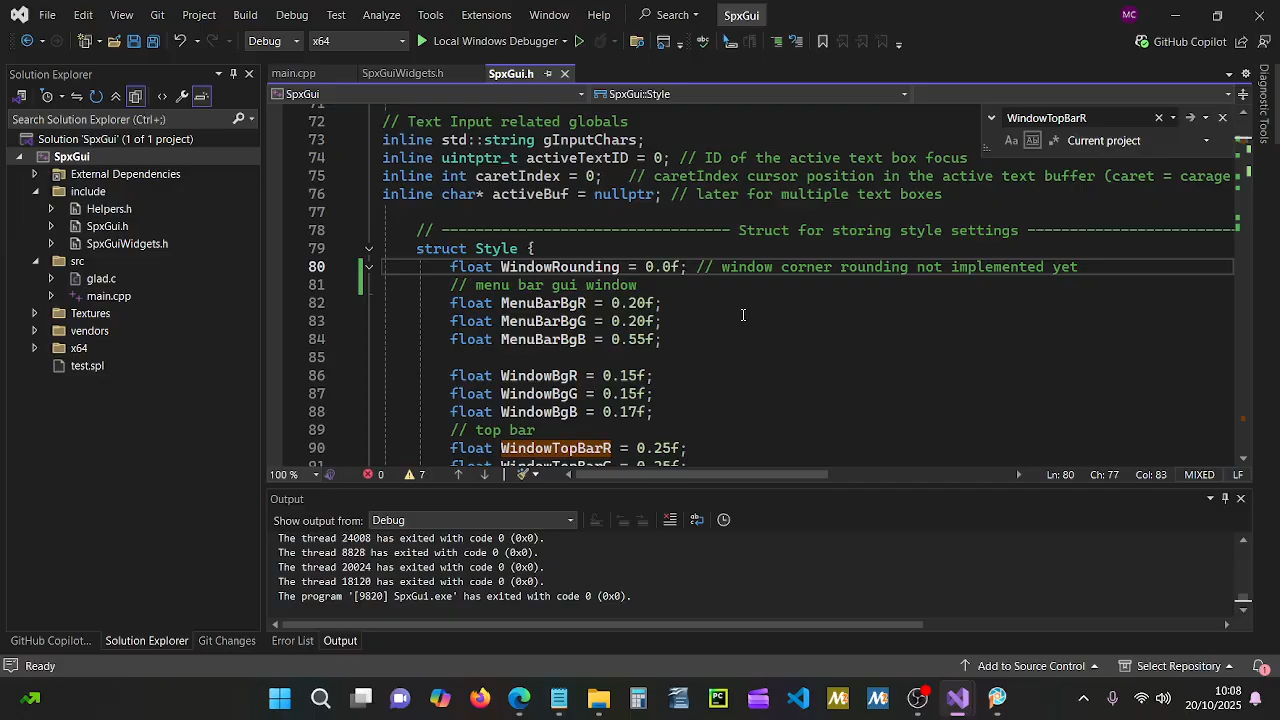 File Edit View Git Project Build Debug Test Analyze Tools Extensions Window Help Search SpxGui MC
Debug x64 Local Windows Debugger GitHub Copilot
Solution Explorer
main.cpp SpxGuiWidgets.h SpxGui.h
SpxGui SpxGui::Style
Search Solution Explorer (Ctrl+;)
Solution 'SpxGui' (1 of 1 project)
SpxGui
External Dependencies
include
Helpers.h
SpxGui.h
SpxGuiWidgets.h
src
glad.c
main.cpp
Textures
vendors
x64
test.spl
WindowTopBarR
Aa Current project
71
72 // Text Input related globals
73 inline std::string gInputChars;
74 inline uintptr_t activeTextID = 0; // ID of the active text box focus
75 inline int caretIndex = 0; // caretIndex cursor position in the active text buffer (caret = carage
76 inline char* activeBuf = nullptr; // later for multiple text boxes
77
78 // ---------------------------------- Struct for storing style settings -------------------------
79 struct Style {
80 float WindowRounding = 0.0f; // window corner rounding not implemented yet
81 // menu bar gui window
82 float MenuBarBgR = 0.20f;
83 float MenuBarBgG = 0.20f;
84 float MenuBarBgB = 0.55f;
85
86 float WindowBgR = 0.15f;
87 float WindowBgG = 0.15f;
88 float WindowBgB = 0.17f;
89 // top bar
90 float WindowTopBarR = 0.25f;
91 float WindowTopBarG = 0.25f;
100 % 0 7 Ln: 80 Ch: 77 Col: 83 MIXED LF
Output
Show output from: Debug
The thread 24008 has exited with code 0 (0x0).
The thread 8828 has exited with code 0 (0x0).
The thread 20024 has exited with code 0 (0x0).
The thread 18120 has exited with code 0 (0x0).
The program '[9820] SpxGui.exe' has exited with code 0 (0x0).
GitHub Copilot... Solution Explorer Git Changes Error List Output
Diagnostic Tools
Ready Add to Source Control Select Repository 1
PC
10:08
20/10/2025